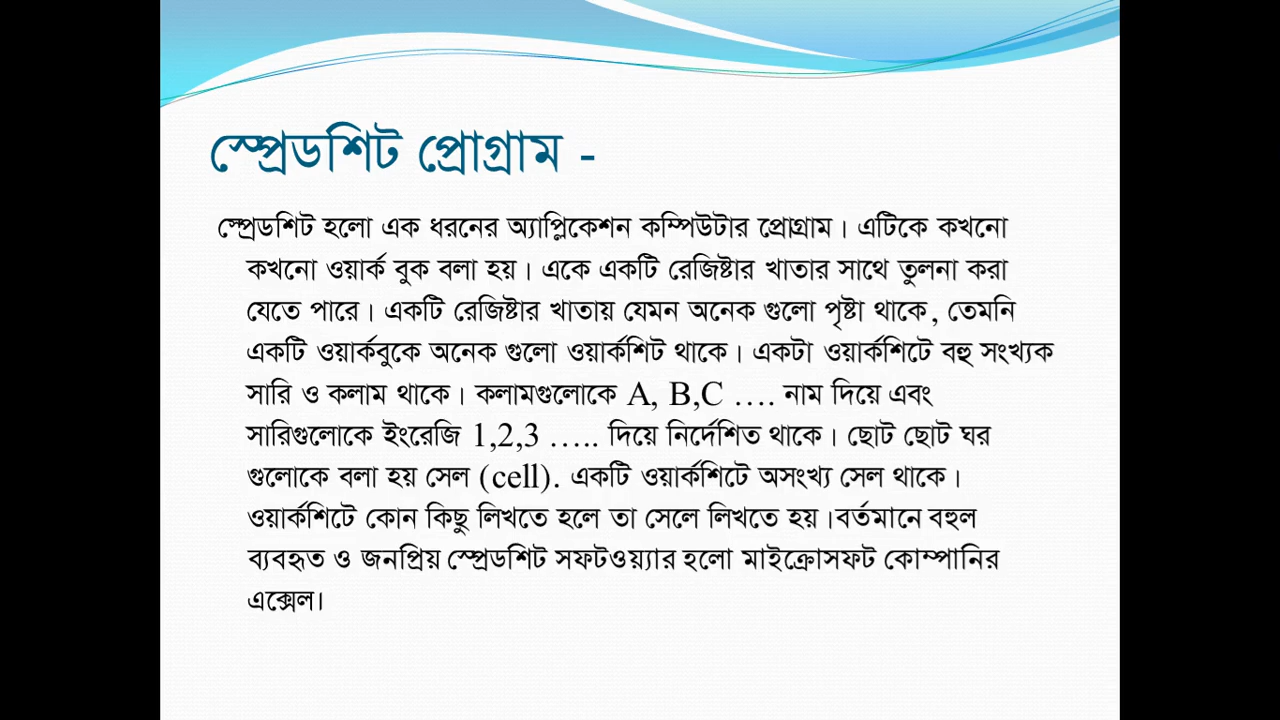 স্প্রেডশিট প্রোগ্রাম -
স্প্রেডশিট হলো এক ধরনের অ্যাপ্লিকেশন কম্পিউটার প্রোগ্রাম। এটিকে কখনো
কখনো ওয়ার্ক বুক বলা হয়। একে একটি রেজিষ্টার খাতার সাথে তুলনা করা
যেতে পারে। একটি রেজিষ্টার খাতায় যেমন অনেক গুলো পৃষ্টা থাকে, তেমনি
একটি ওয়ার্কবুকে অনেক গুলো ওয়ার্কশিট থাকে। একটা ওয়ার্কশিটে বহু সংখ্যক
সারি ও কলাম থাকে। কলামগুলোকে A, B,C …. নাম দিয়ে এবং
সারিগুলোকে ইংরেজি 1,2,3 ….. দিয়ে নির্দেশিত থাকে। ছোট ছোট ঘর
গুলোকে বলা হয় সেল (cell). একটি ওয়ার্কশিটে অসংখ্য সেল থাকে।
ওয়ার্কশিটে কোন কিছু লিখতে হলে তা সেলে লিখতে হয়।বর্তমানে বহুল
ব্যবহৃত ও জনপ্রিয় স্প্রেডশিট সফটওয়্যার হলো মাইক্রোসফট কোম্পানির
এক্সেল।